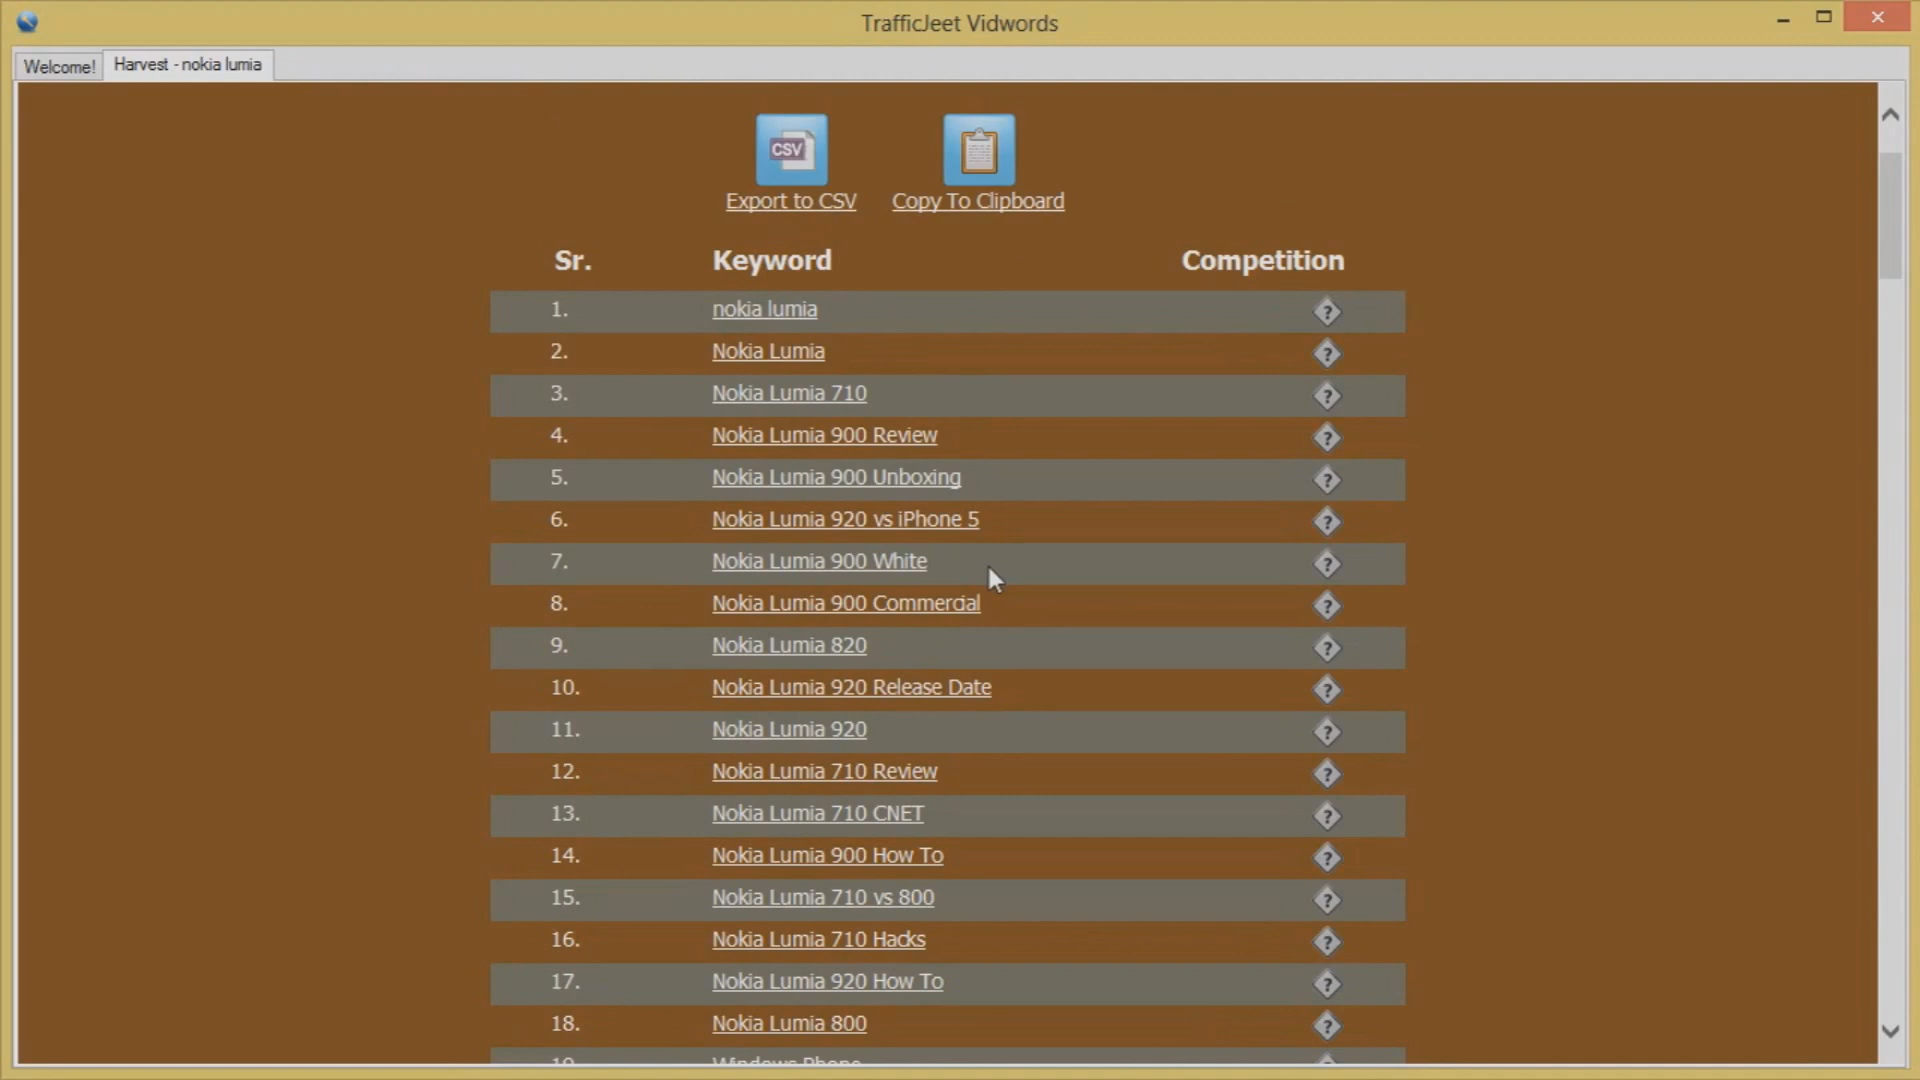 TrafficJeet Vidwords
Welcome! Harvest - nokia lumia
CSV
Export to CSV Copy To Clipboard
Sr. Keyword Competition
1. nokia lumia ?
2. Nokia Lumia ?
3. Nokia Lumia 710 ?
4. Nokia Lumia 900 Review ?
5. Nokia Lumia 900 Unboxing ?
6. Nokia Lumia 920 vs iPhone 5 ?
7. Nokia Lumia 900 White ?
8. Nokia Lumia 900 Commercial ?
9. Nokia Lumia 820 ?
10. Nokia Lumia 920 Release Date ?
11. Nokia Lumia 920 ?
12. Nokia Lumia 710 Review ?
13. Nokia Lumia 710 CNET ?
14. Nokia Lumia 900 How To ?
15. Nokia Lumia 710 vs 800 ?
16. Nokia Lumia 710 Hacks ?
17. Nokia Lumia 920 How To ?
18. Nokia Lumia 800 ?
19. Windows Phone